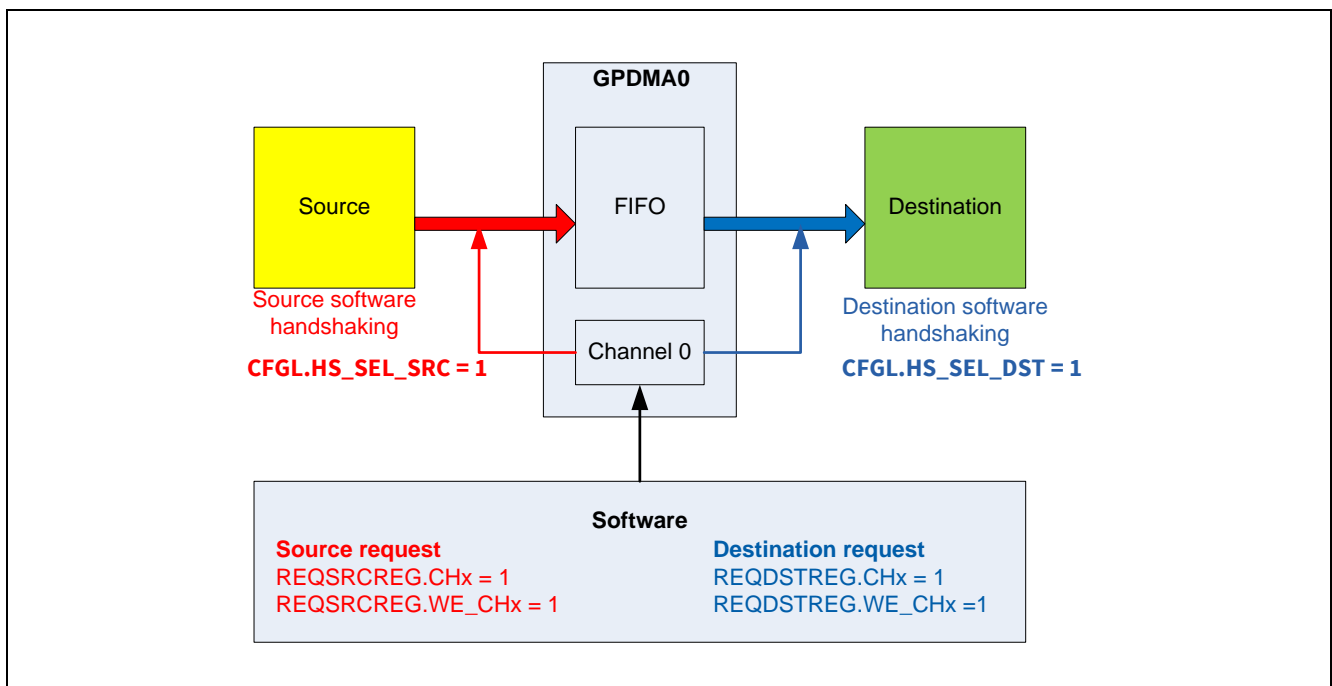 GPDMA0
Source
FIFO
Destination
Source software
handshaking
CFGL.HS_SEL_SRC = 1
Channel 0
Destination software
handshaking
CFGL.HS_SEL_DST = 1
Software
Source request
REQSRCREG.CHx = 1
REQSRCREG.WE_CHx = 1
Destination request
REQDSTREG.CHx = 1
REQDSTREG.WE_CHx =1